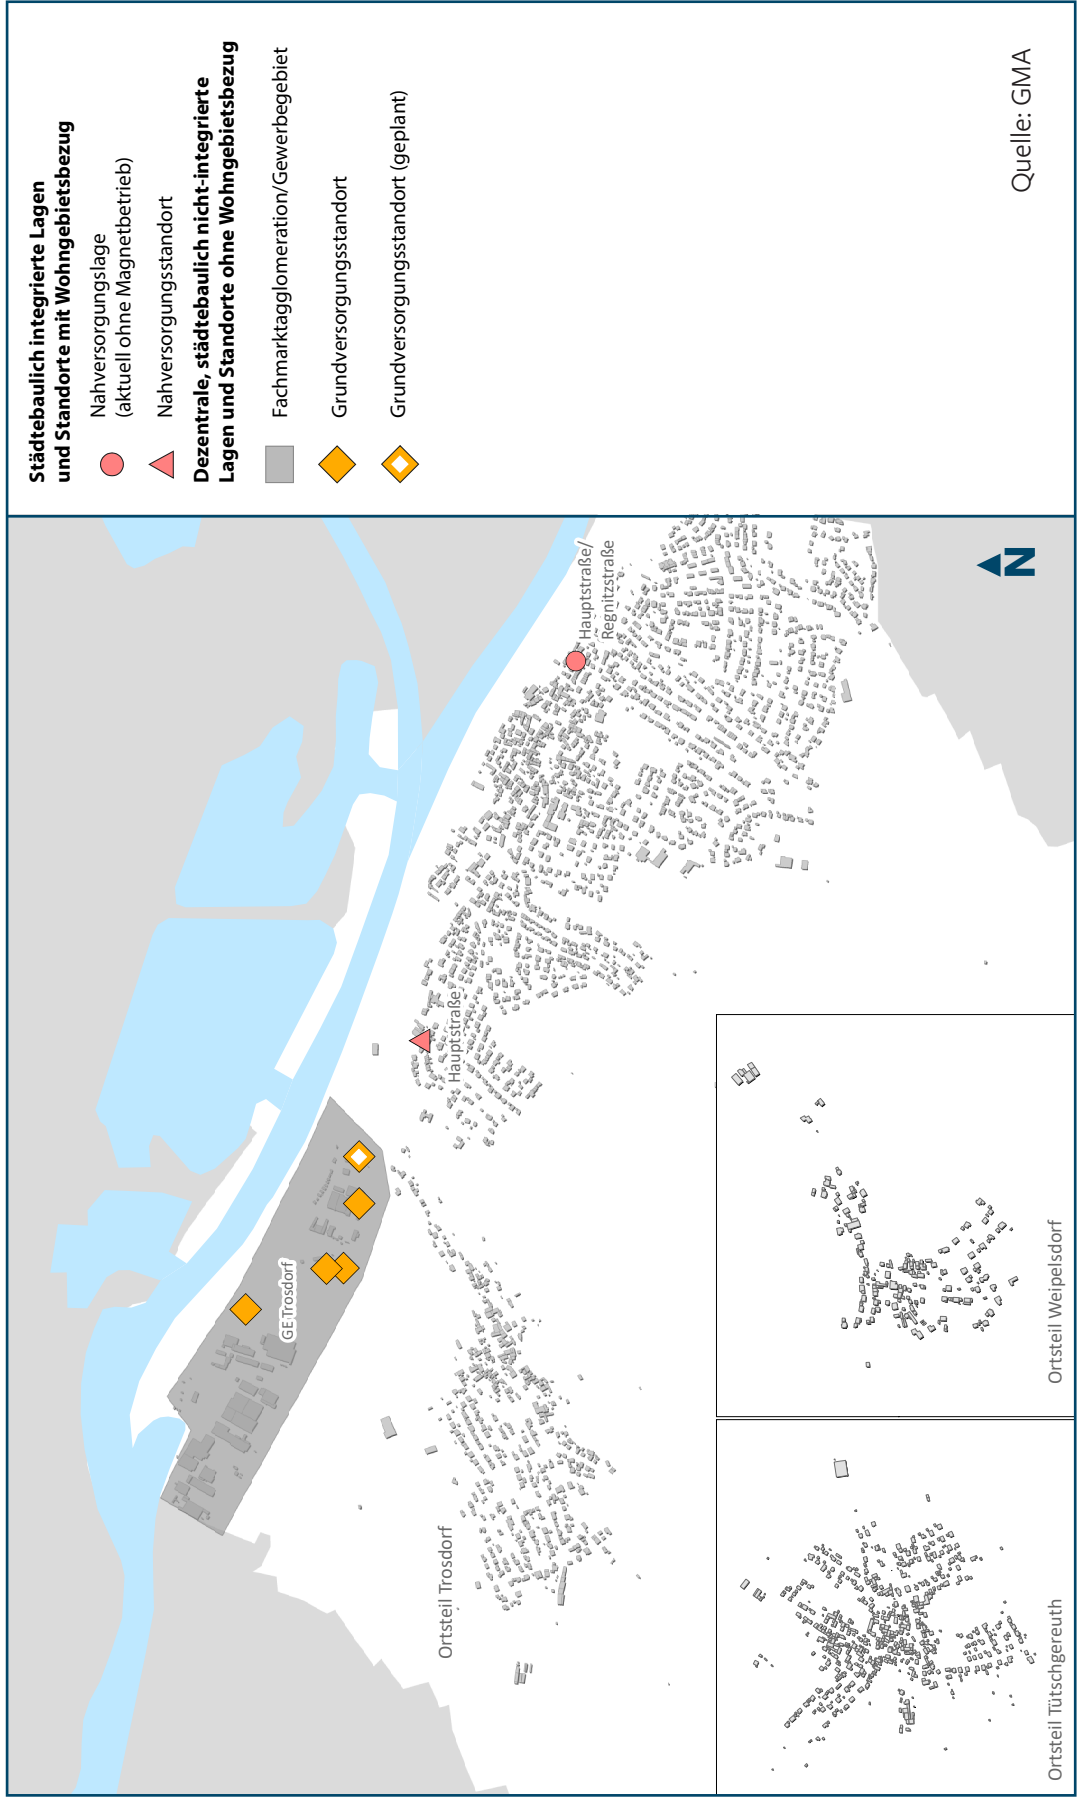 Städtebaulich integrierte Lagen
und Standorte mit Wohngebietsbezug
Nahversorgungslage
(aktuell ohne Magnetbetrieb)
Nahversorgungsstandort
Dezentrale, städtebaulich nicht-integrierte
Lagen und Standorte ohne Wohngebietsbezug
Fachmarktagglomeration/Gewerbegebiet
Grundversorgungsstandort
Grundversorgungsstandort (geplant)
Quelle: GMA
GE Trosdorf
Hauptstraße
Hauptstraße/
Regnitzstraße
Ortsteil Trosdorf
N
Ortsteil Tütschgereuth
Ortsteil Weipelsdorf